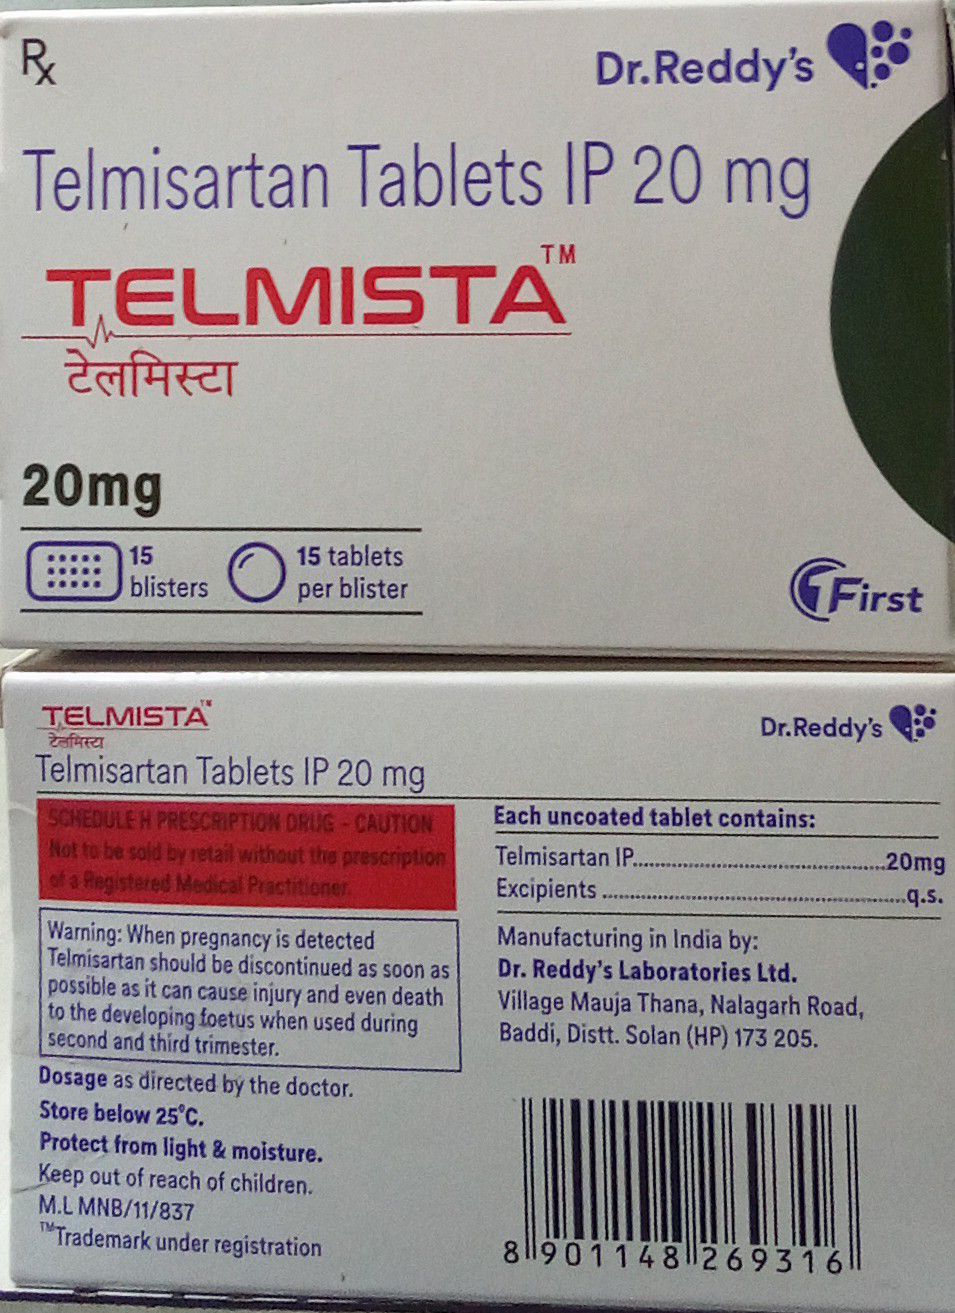 Rx
Dr.Reddy's
Telmisartan Tablets IP 20 mg
TELMISTA™
टेलमिस्टा
20mg
15 blisters
15 tablets per blister
First
TELMISTA™
टेलमिस्टा
Dr.Reddy's
Telmisartan Tablets IP 20 mg
SCHEDULE H PRESCRIPTION DRUG - CAUTION
Not to be sold by retail without the prescription
of a Registered Medical Practitioner.
Warning: When pregnancy is detected
Telmisartan should be discontinued as soon as
possible as it can cause injury and even death
to the developing foetus when used during
second and third trimester.
Dosage as directed by the doctor.
Store below 25°C.
Protect from light & moisture.
Keep out of reach of children.
M.L MNB/11/837
™Trademark under registration
Each uncoated tablet contains:
Telmisartan IP..........................................20mg
Excipients ..................................................q.s.
Manufacturing in India by:
Dr. Reddy's Laboratories Ltd.
Village Mauja Thana, Nalagarh Road,
Baddi, Distt. Solan (HP) 173 205.
8 901148 269316